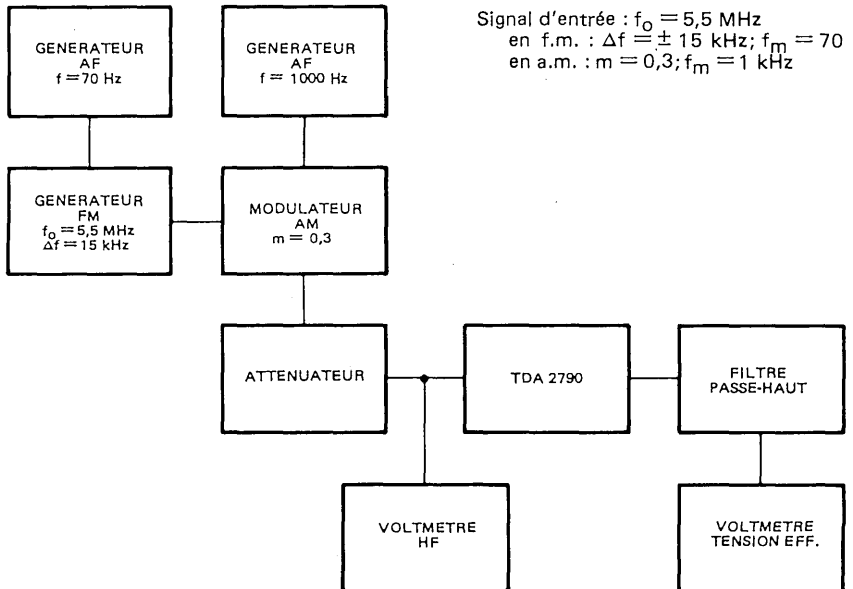 GENERATEUR
AF
f = 70 Hz
GENERATEUR
AF
f = 1000 Hz
Signal d'entrée : fo = 5,5 MHz
en f.m. : Δf = ± 15 kHz; fm = 70
en a.m. : m = 0,3; fm = 1 kHz
GENERATEUR
FM
fo = 5,5 MHz
Δf = 15 kHz
MODULATEUR
AM
m = 0,3
ATTENUATEUR
TDA 2790
FILTRE
PASSE-HAUT
VOLTMETRE
HF
VOLTMETRE
TENSION EFF.